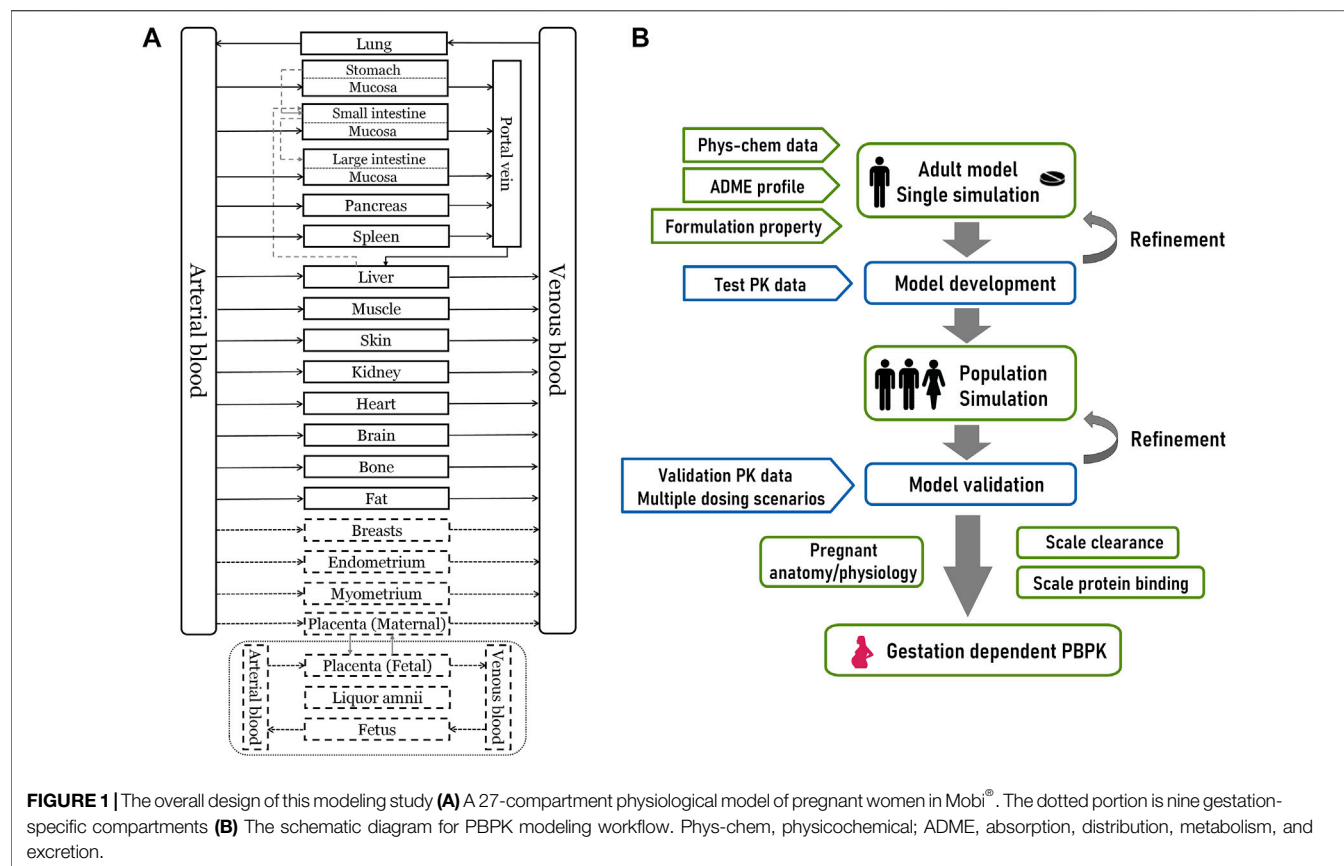 A
Lung
Stomach
Mucosa
Small intestine
Mucosa
Large intestine
Mucosa
Pancreas
Spleen
Liver
Muscle
Skin
Kidney
Heart
Brain
Bone
Fat
Breasts
Endometrium
Myometrium
Placenta (Maternal)
Placenta (Fetal)
Liquor amnii
Fetus
Arterial blood
Portal vein
Venous blood
Arterial blood
Venous blood
B
Phys-chem data
ADME profile
Formulation property
Adult model
Single simulation
Refinement
Test PK data
Model development
Population
Simulation
Refinement
Validation PK data
Multiple dosing scenarios
Model validation
Pregnant
anatomy/physiology
Scale clearance
Scale protein binding
Gestation dependent PBPK
FIGURE 1 | The overall design of this modeling study (A) A 27-compartment physiological model of pregnant women in Mobi®. The dotted portion is nine gestation-
specific compartments (B) The schematic diagram for PBPK modeling workflow. Phys-chem, physicochemical; ADME, absorption, distribution, metabolism, and
excretion.